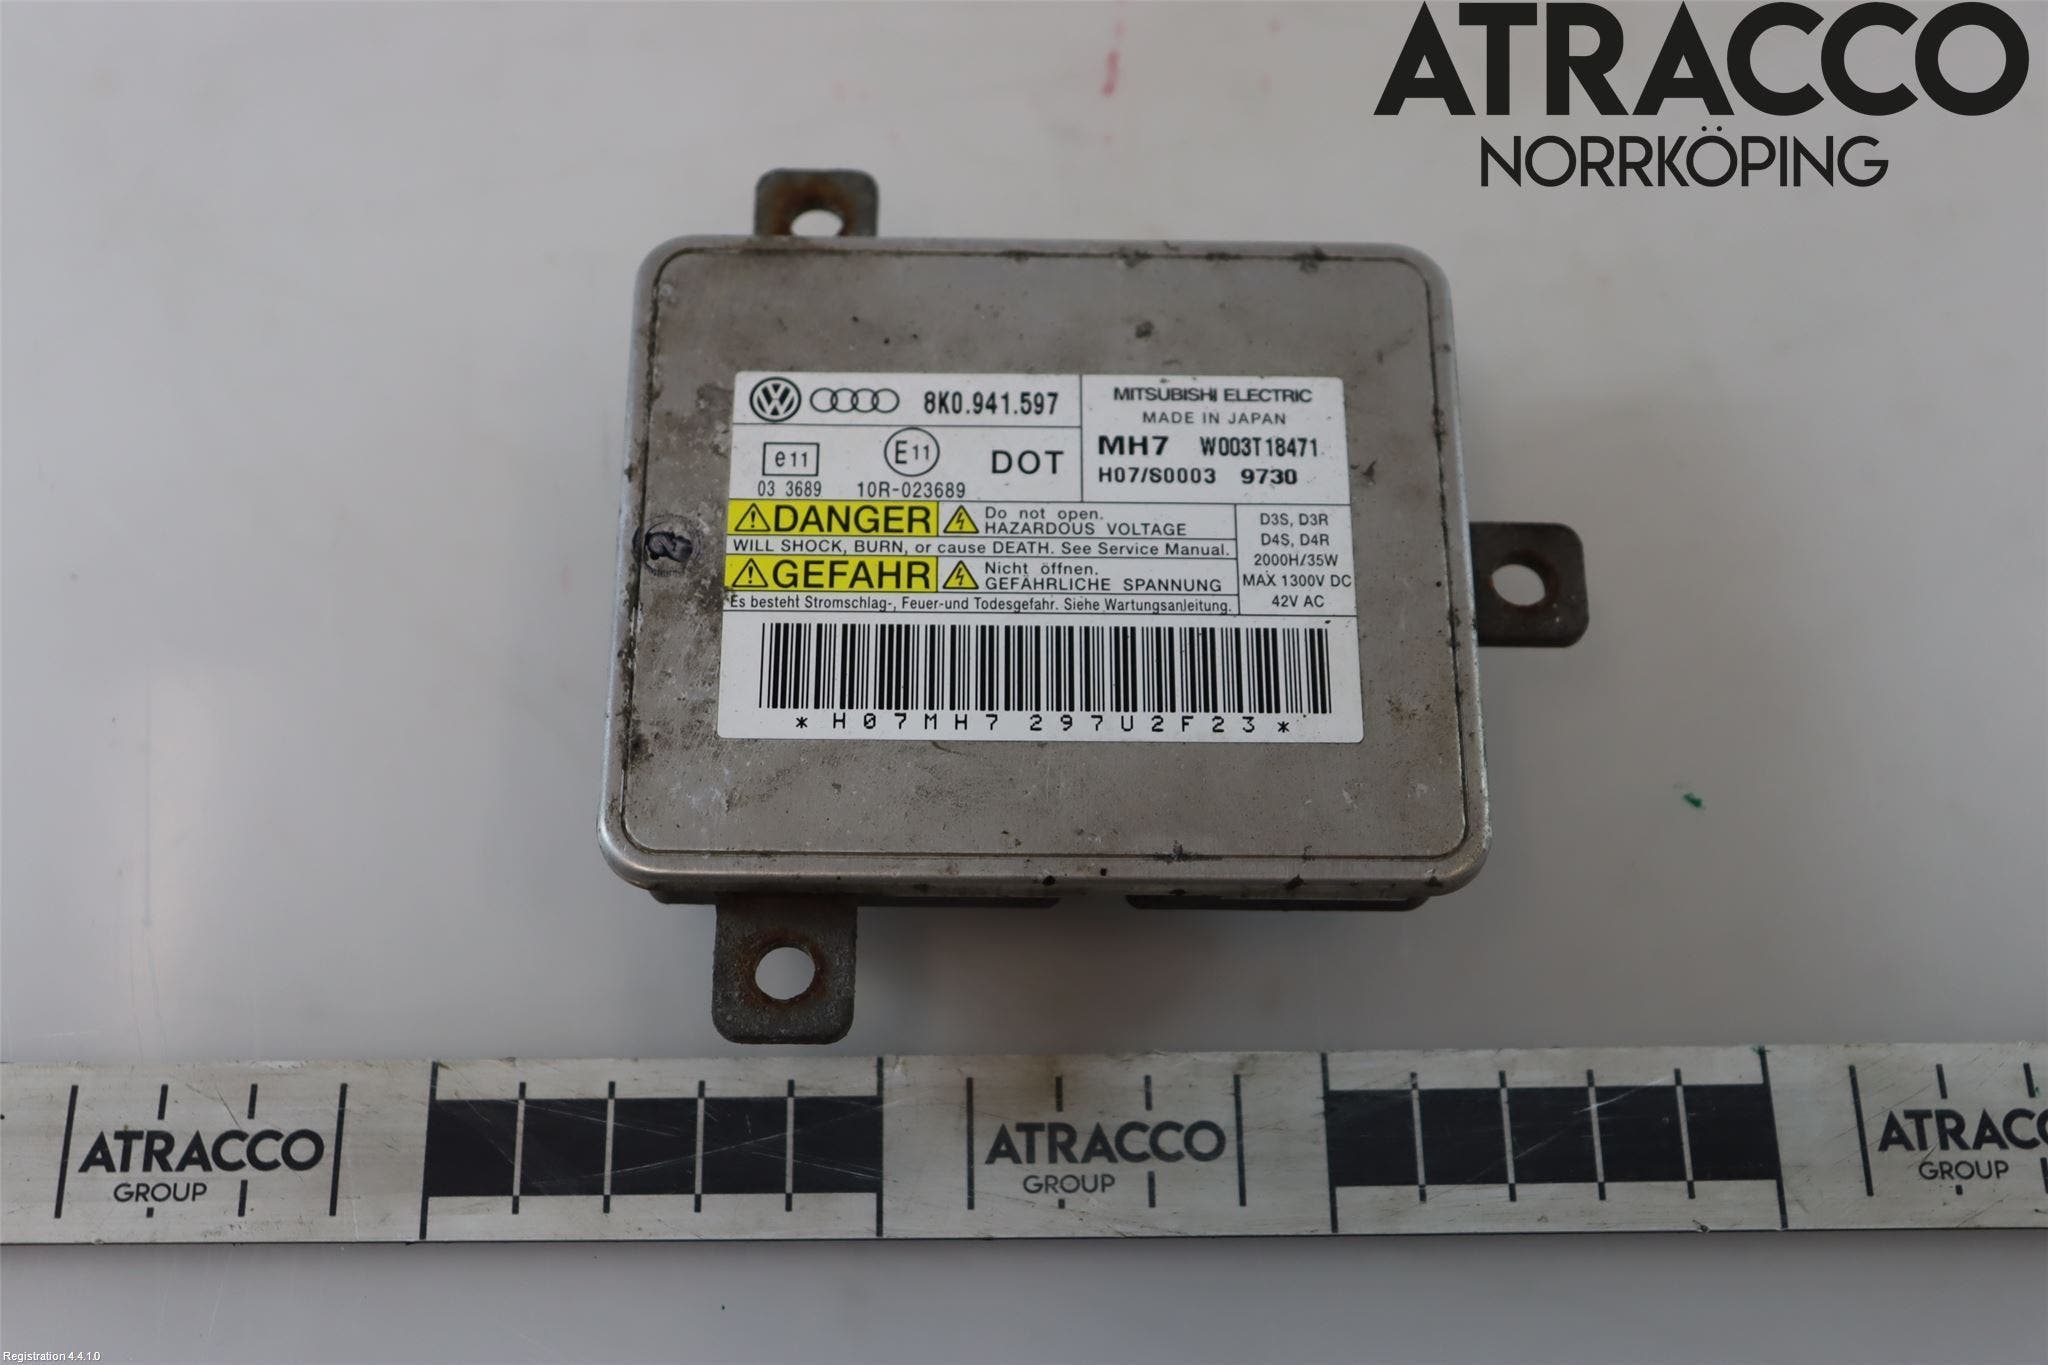 ATRACCO
NORRKÖPING
8K0.941.597
MITSUBISHI ELECTRIC
MADE IN JAPAN
MH7 W003T18471
H07/S0003 9730
e11
E11
DOT
03 3689 10R-023689
DANGER
Do not open.
HAZARDOUS VOLTAGE
WILL SHOCK, BURN, or cause DEATH. See Service Manual.
GEFAHR
Nicht öffnen.
GEFÄHRLICHE SPANNUNG
Es besteht Stromschlag-, Feuer-und Todesgefahr. Siehe Wartungsanleitung.
D3S, D3R
D4S, D4R
2000H/35W
MAX 1300V DC
42V AC
*H07MH7 297U2F23*
ATRACCO
GROUP
ATRACCO
GROUP
ATRACCO
GROUP
Registration 4.4.1.0